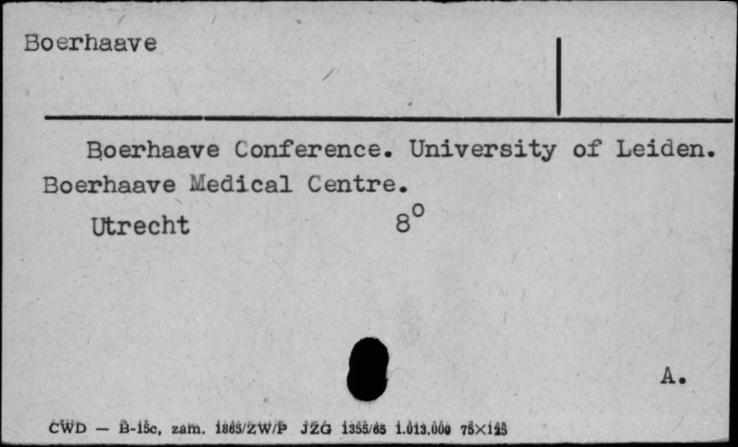 Boerhaave
Boerhaave Conference. University of Leiden.
Boerhaave Medical Centre.
Utrecht 8°
A.
CWD — B-15c, zam. 1865/ZW/P JZG 1355/65 1.013.000 75×125